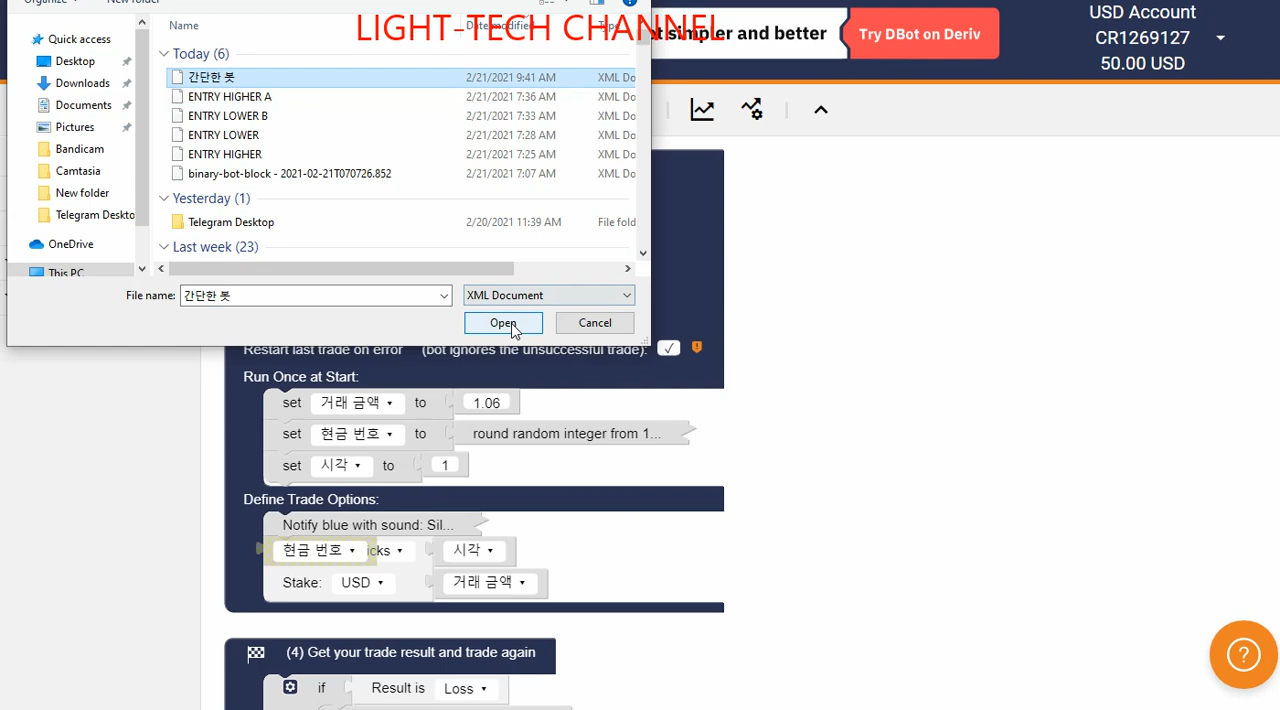 Organize
New folder
LIGHT-TECH CHANNEL
Name
Date modified
Type
Quick access
Desktop
Downloads
Documents
Pictures
Bandicam
Camtasia
New folder
Telegram Deskto
OneDrive
This PC
Today (6)
간단한 봇 2/21/2021 9:41 AM XML Do
ENTRY HIGHER A 2/21/2021 7:36 AM XML Do
ENTRY LOWER B 2/21/2021 7:33 AM XML Do
ENTRY LOWER 2/21/2021 7:28 AM XML Do
ENTRY HIGHER 2/21/2021 7:25 AM XML Do
binary-bot-block - 2021-02-21T070726.852 2/21/2021 7:07 AM XML Do
Yesterday (1)
Telegram Desktop 2/20/2021 11:39 AM File fold
Last week (23)
File name: 간단한 봇 XML Document
Open Cancel
et simpler and better
Try DBot on Deriv
USD Account
CR1269127
50.00 USD
Restart last trade on error (bot ignores the unsuccessful trade):
Run Once at Start:
set 거래 금액 to 1.06
set 현금 번호 to round random integer from 1...
set 시각 to 1
Define Trade Options:
Notify blue with sound: Sil...
현금 번호 icks 시각
Stake: USD 거래 금액
(4) Get your trade result and trade again
if Result is Loss
?